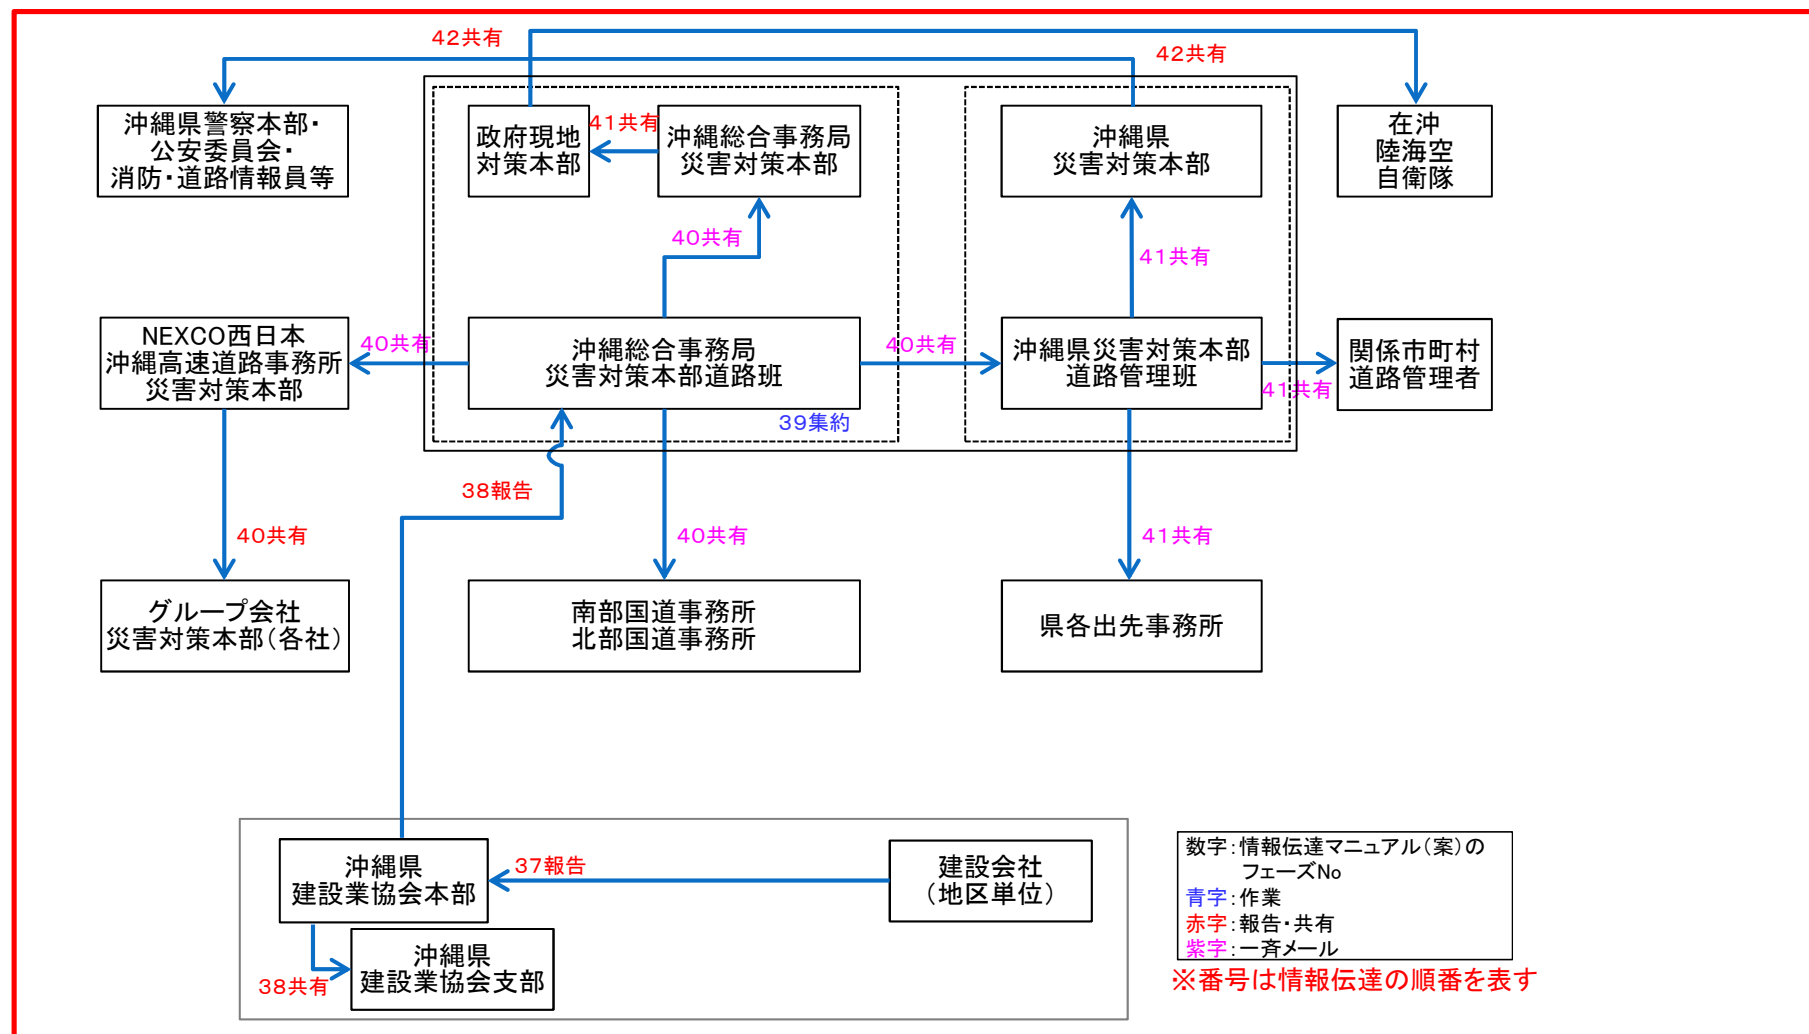 42共有
42共有
沖縄県警察本部・
公安委員会・
消防・道路情報員等
政府現地
対策本部
41共有
沖縄総合事務局
災害対策本部
沖縄県
災害対策本部
在沖
陸海空
自衛隊
40共有
41共有
NEXCO西日本
沖縄高速道路事務所
災害対策本部
40共有
沖縄総合事務局
災害対策本部道路班
40共有
沖縄県災害対策本部
道路管理班
41共有
関係市町村
道路管理者
39集約
38報告
40共有
40共有
41共有
グループ会社
災害対策本部(各社)
南部国道事務所
北部国道事務所
県各出先事務所
沖縄県
建設業協会本部
37報告
建設会社
(地区単位)
38共有
沖縄県
建設業協会支部
数字:情報伝達マニュアル(案)の
フェーズNo
青字:作業
赤字:報告・共有
紫字:一斉メール
※番号は情報伝達の順番を表す